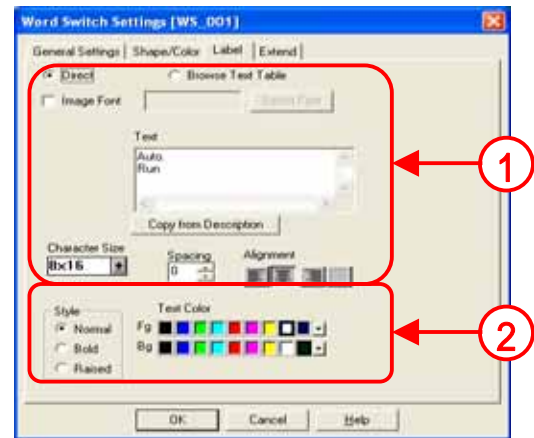 Word Switch Settings [WS_001]
General Settings Shape/Color Label Extend
Direct Browse Text Table
Image Font Select Font
Text
Auto
Run
Copy from Description
Character Size Spacing Alignment
8x16 0
1
Style Text Color
Normal Fg
Bold Bg
Raised
2
OK Cancel Help